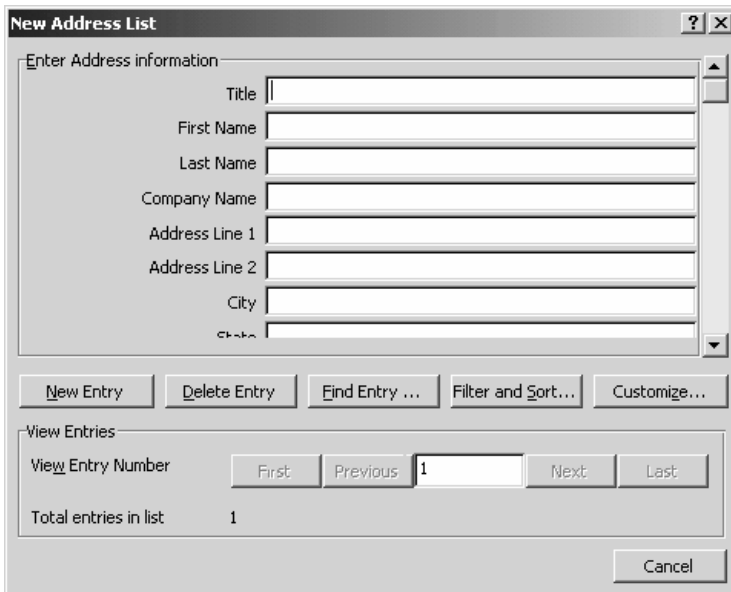 New Address List
Enter Address information
Title
First Name
Last Name
Company Name
Address Line 1
Address Line 2
City
State
New Entry Delete Entry Find Entry ... Filter and Sort... Customize...
View Entries
View Entry Number First Previous 1 Next Last
Total entries in list 1
Cancel